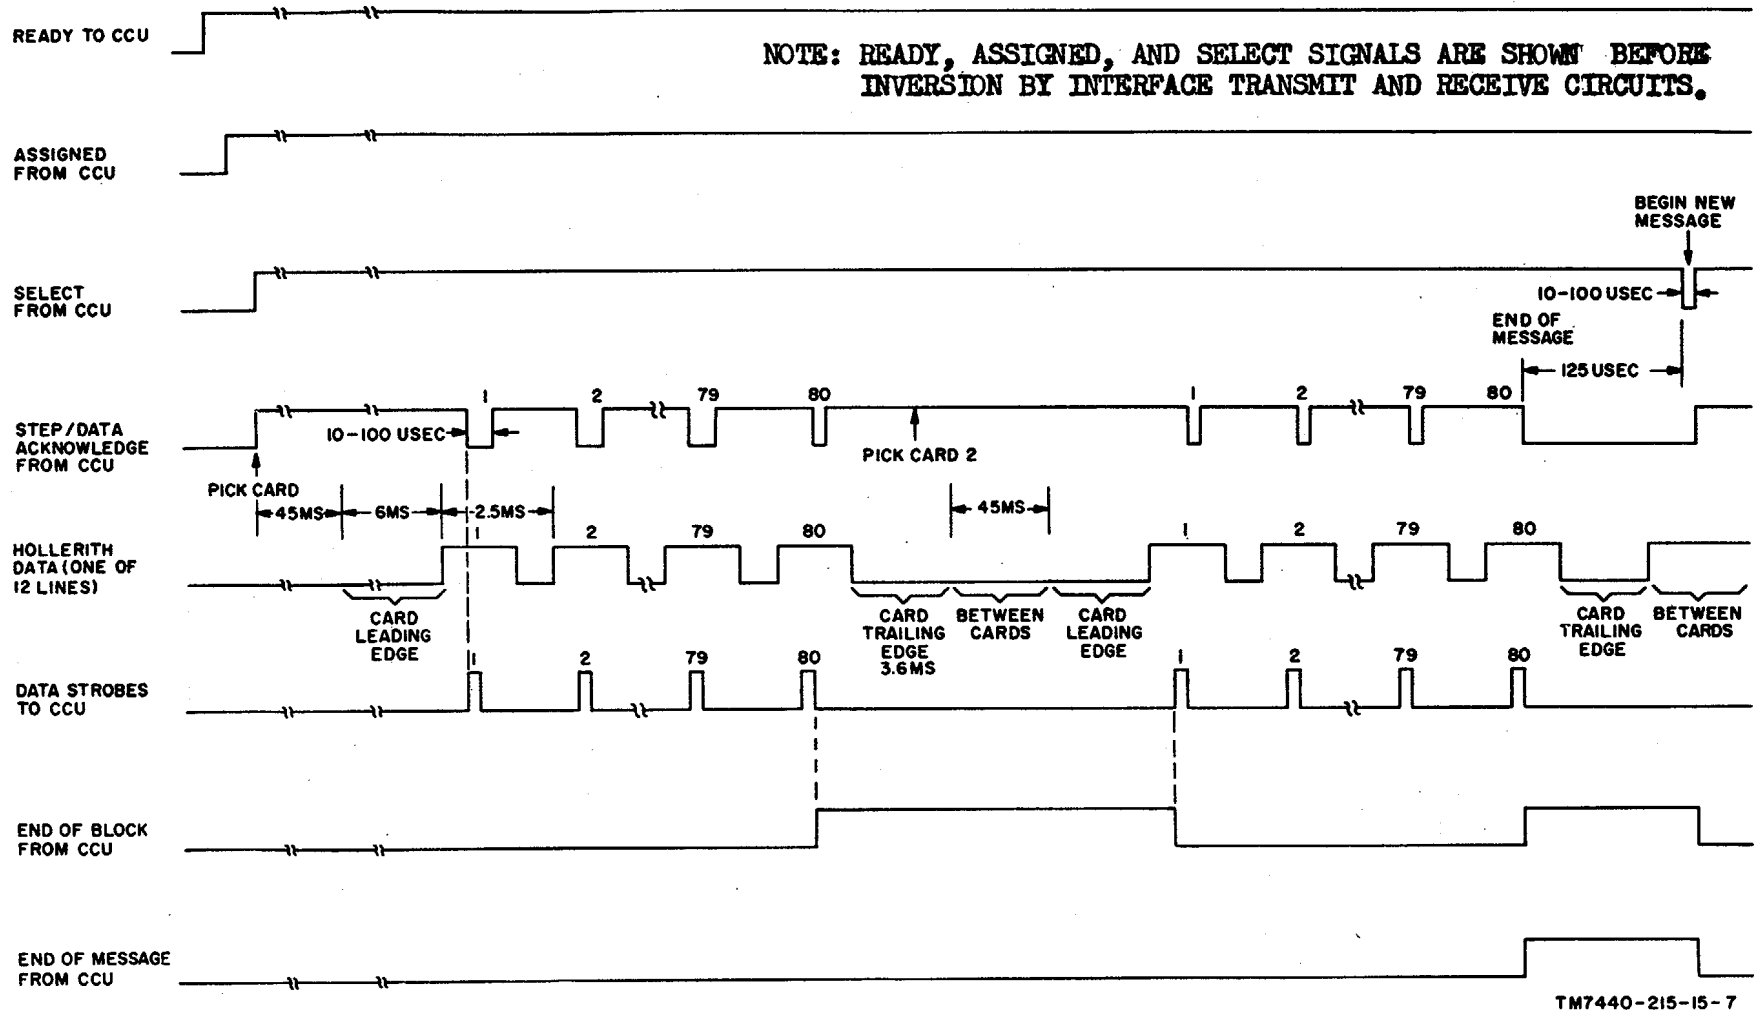 READY TO CCU
NOTE: READY, ASSIGNED, AND SELECT SIGNALS ARE SHOWN BEFORE
INVERSION BY INTERFACE TRANSMIT AND RECEIVE CIRCUITS.
ASSIGNED
FROM CCU
BEGIN NEW
MESSAGE
SELECT
FROM CCU
10-100 USEC
END OF
MESSAGE
125 USEC
1 2 79 80 1 2 79 80
STEP/DATA
ACKNOWLEDGE
FROM CCU
10-100 USEC
PICK CARD 2
PICK CARD
45MS 6MS 2.5MS 45MS
1 2 79 80 1 2 79 80
HOLLERITH
DATA (ONE OF
12 LINES)
CARD
LEADING
EDGE
CARD
TRAILING
EDGE
3.6MS
BETWEEN
CARDS
CARD
LEADING
EDGE
CARD
TRAILING
EDGE
BETWEEN
CARDS
1 2 79 80 1 2 79 80
DATA STROBES
TO CCU
END OF BLOCK
FROM CCU
END OF MESSAGE
FROM CCU
TM7440-215-15-7